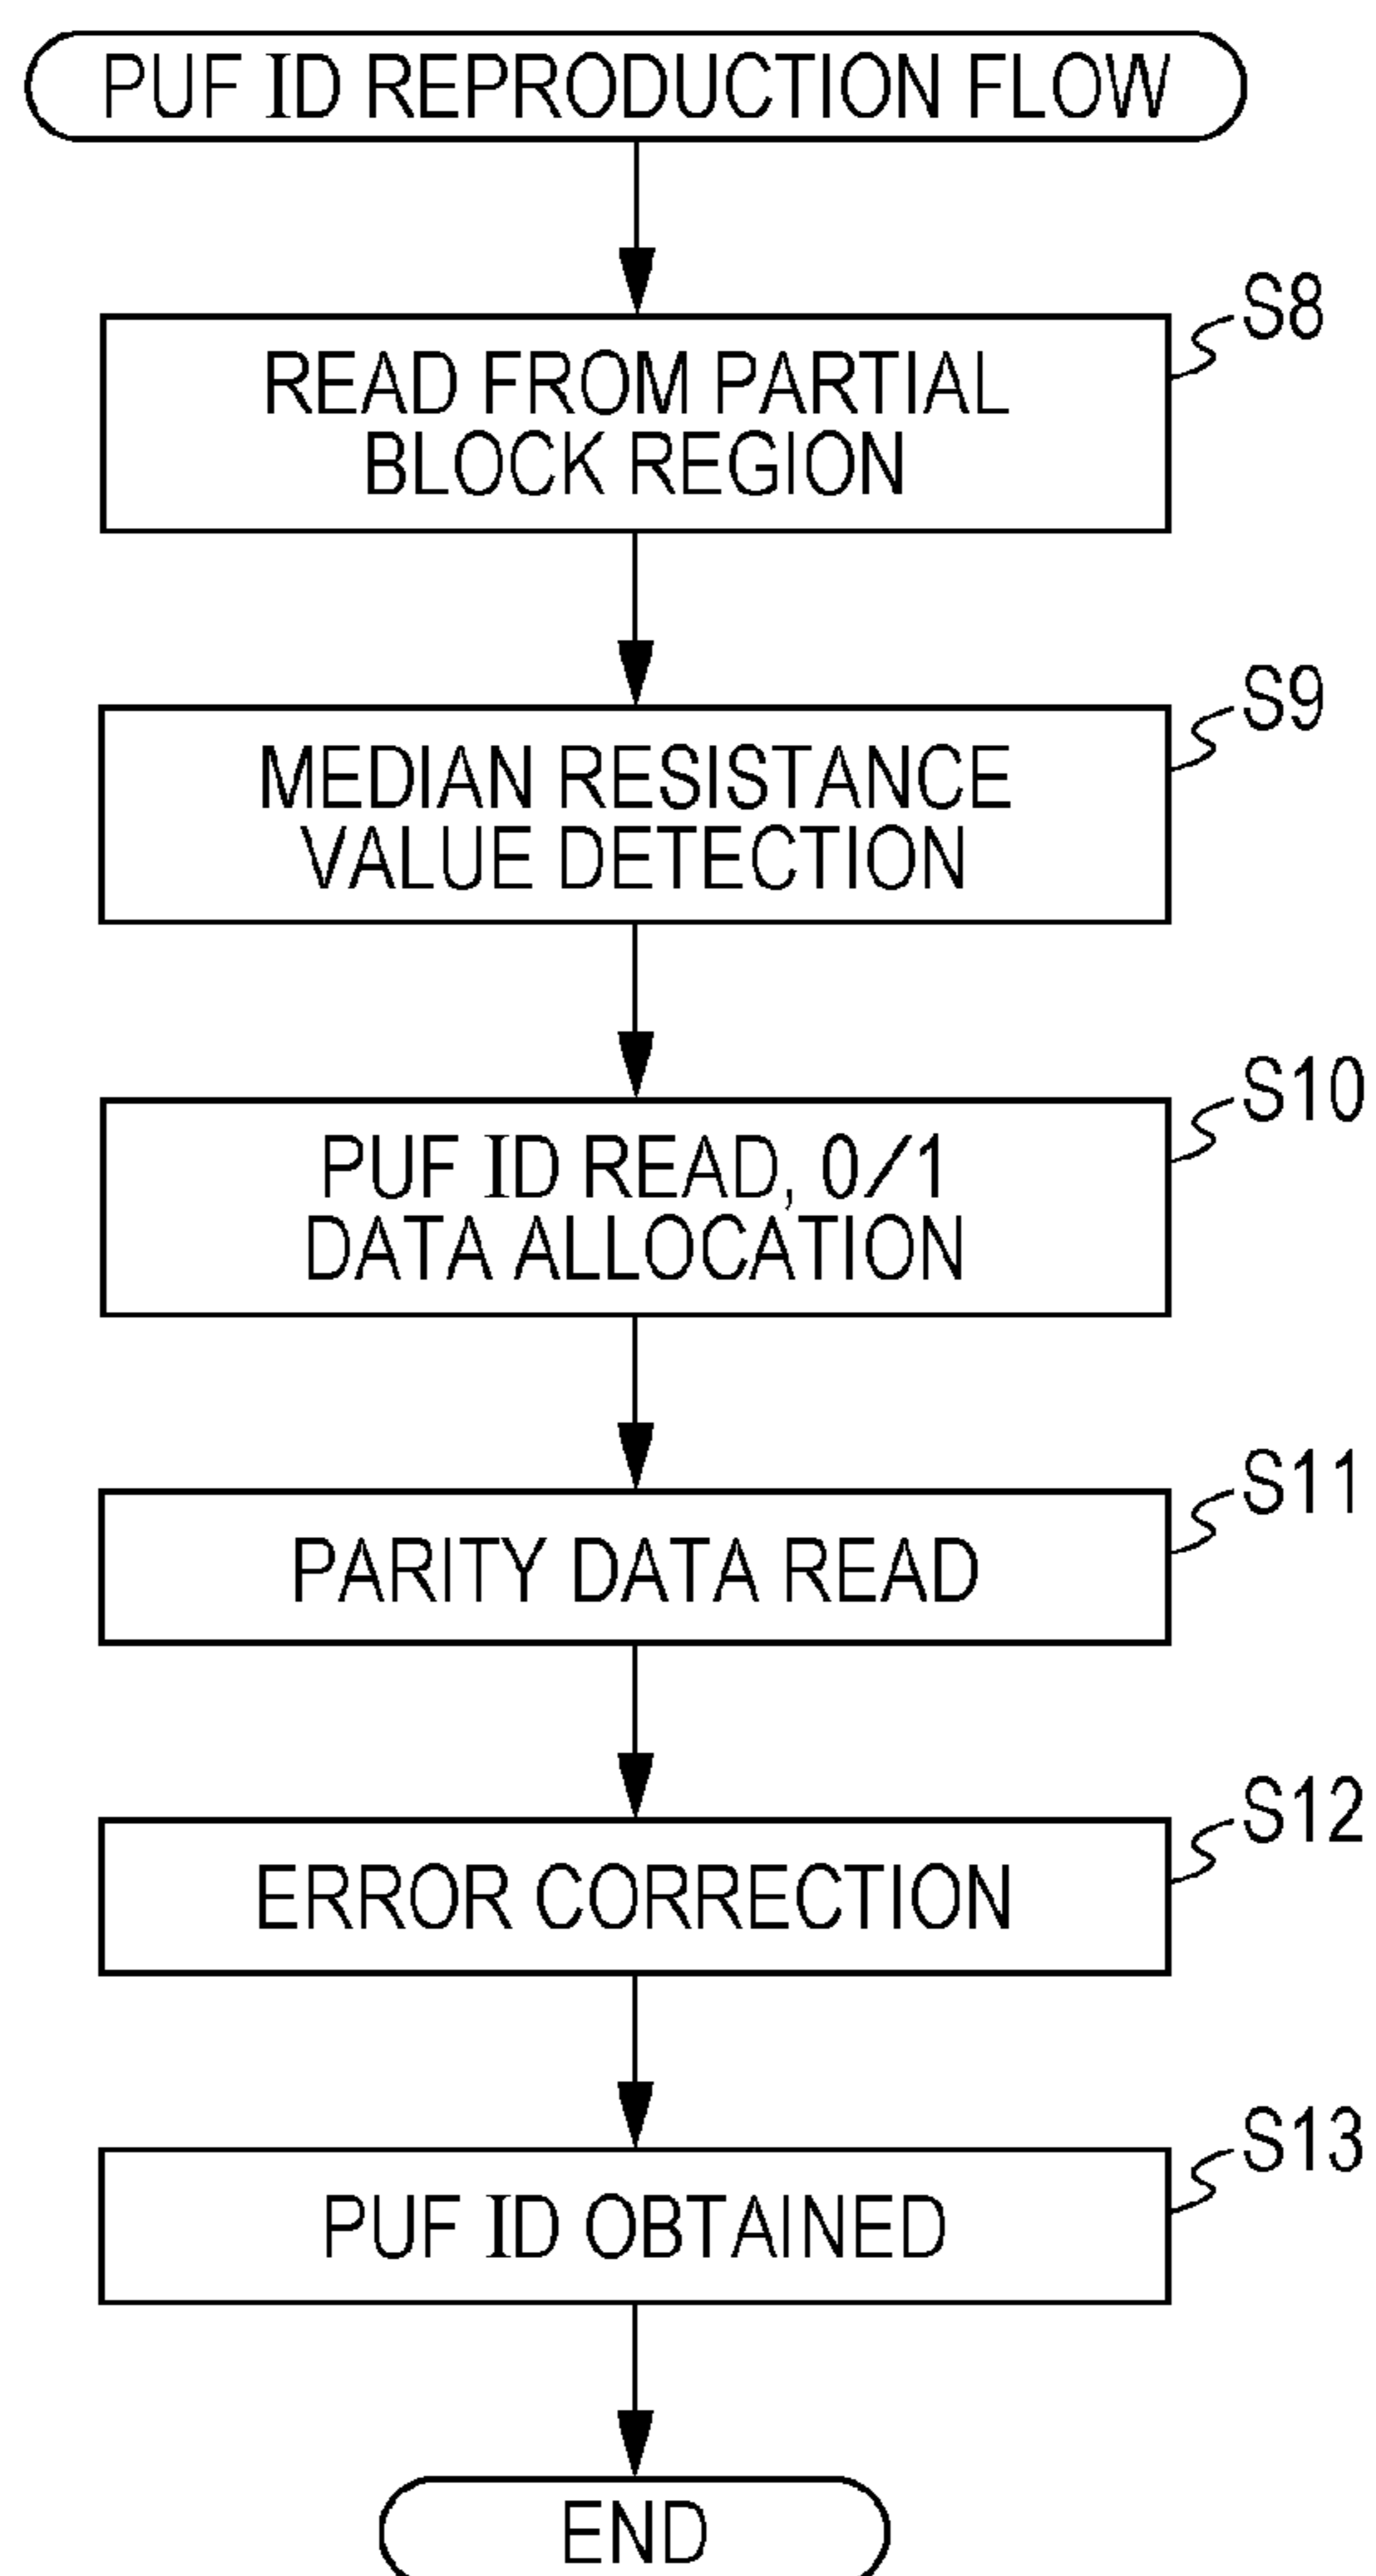 PUF ID REPRODUCTION FLOW
S8
READ FROM PARTIAL
BLOCK REGION
S9
MEDIAN RESISTANCE
VALUE DETECTION
S10
PUF ID READ, 0/1
DATA ALLOCATION
S11
PARITY DATA READ
S12
ERROR CORRECTION
S13
PUF ID OBTAINED
END